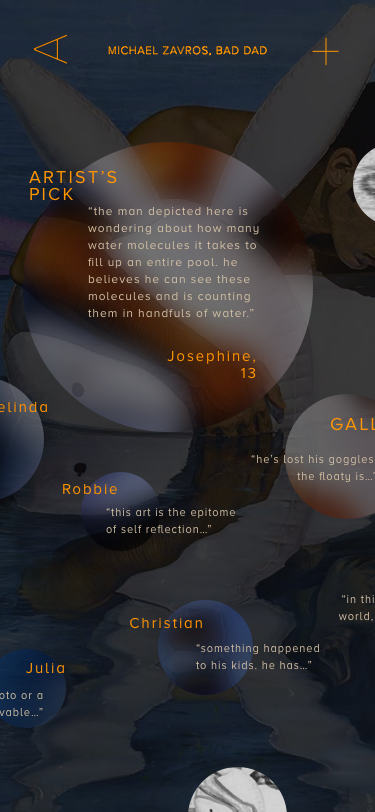 MICHAEL ZAVROS, BAD DAD
ARTIST'S
PICK
“the man depicted here is
wondering about how many
water molecules it takes to
fill up an entire pool. he
believes he can see these
molecules and is counting
them in handfuls of water.”
Josephine,
13
elinda
GALL
“he's lost his goggles
the floaty is...”
Robbie
“this art is the epitome
of self reflection...”
“in thi
world,
Christian
“something happened
to his kids. he has...”
Julia
oto or a
vable...”